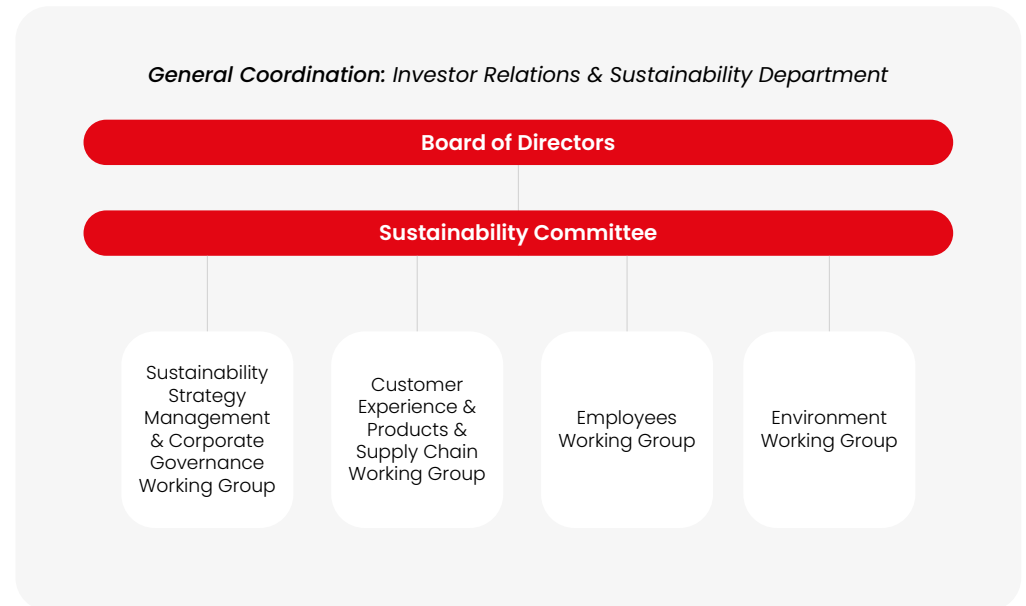 General Coordination: Investor Relations & Sustainability Department
Board of Directors
Sustainability Committee
Sustainability
Strategy
Management
& Corporate
Governance
Working Group
Customer
Experience &
Products &
Supply Chain
Working Group
Employees
Working Group
Environment
Working Group